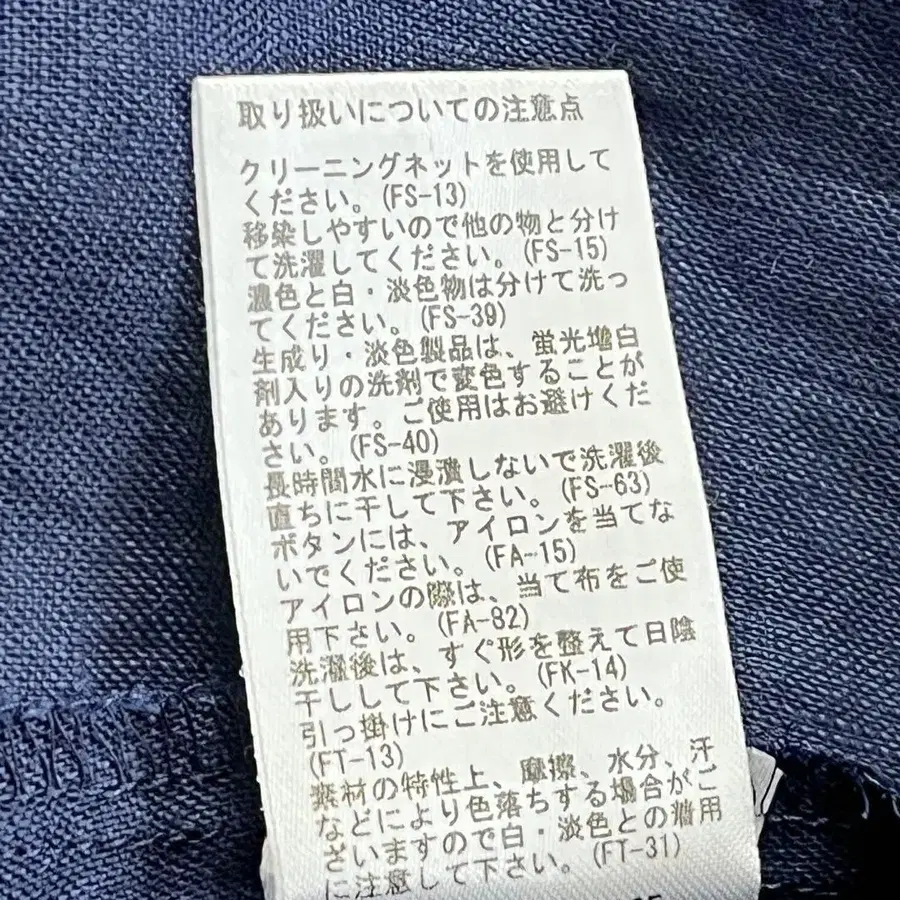 取り扱いについての注意点
クリーニングネットを使用して
ください。(FS-13)
移染しやすいので他の物と分け
て洗濯してください。(FS-15)
濃色と白・淡色物は分けて洗っ
てください。(FS-39)
生成り・淡色製品は、蛍光増白
剤入りの洗剤で変色することが
あります。ご使用はお避けくだ
さい。(FS-40)
長時間水に浸漬しないで洗濯後
直ちに干して下さい。(FS-63)
ボタンには、アイロンを当てな
いでください。(FA-15)
アイロンの際は、当て布をご使
用下さい。(FA-82)
洗濯後は、すぐ形を整えて日陰
干しして下さい。(FK-14)
引っ掛けにご注意ください。
(FT-13)
素材の特性上、摩擦、水分、汗
などにより色落ちする場合がご
ざいますので白・淡色との着用
に注意して下さい。(FT-31)